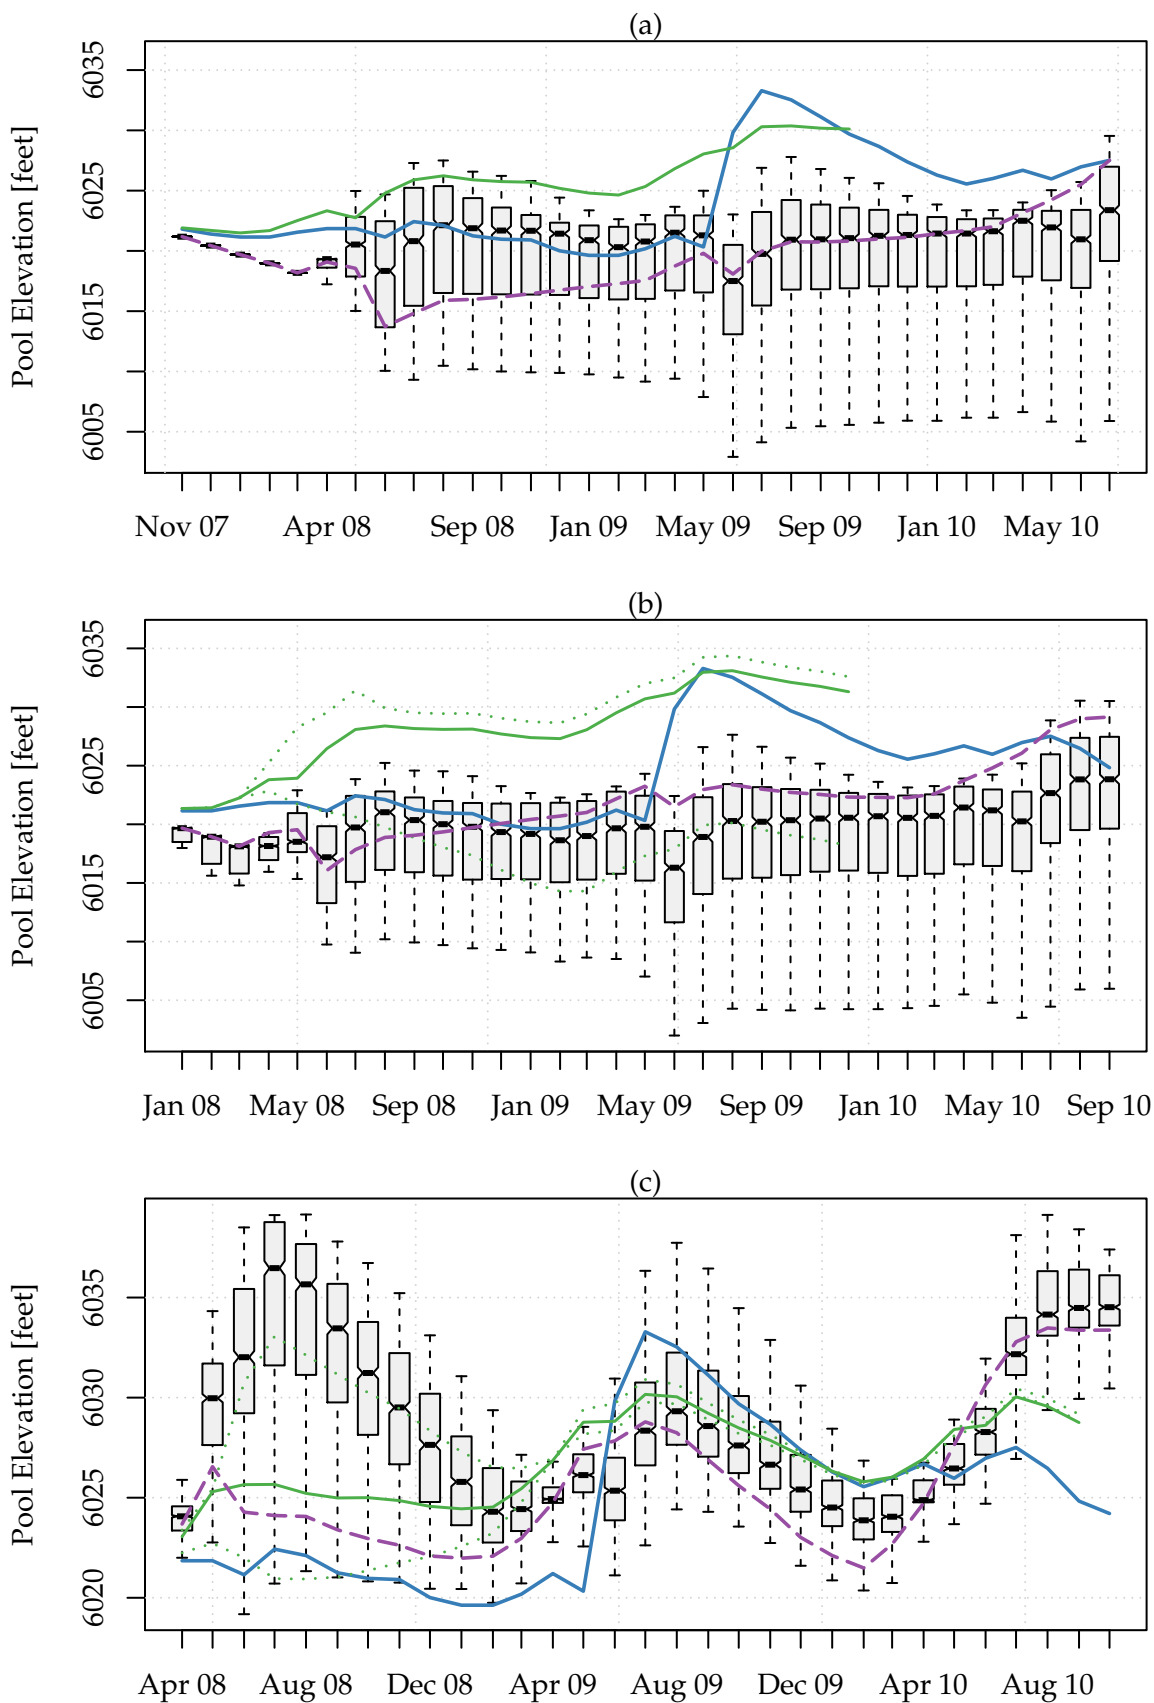 (a)
Pool Elevation [feet]
6035
6025
6015
6005
Nov 07 Apr 08 Sep 08 Jan 09 May 09 Sep 09 Jan 10 May 10
(b)
Pool Elevation [feet]
6035
6025
6015
6005
Jan 08 May 08 Sep 08 Jan 09 May 09 Sep 09 Jan 10 May 10 Sep 10
(c)
Pool Elevation [feet]
6035
6030
6025
6020
Apr 08 Aug 08 Dec 08 Apr 09 Aug 09 Dec 09 Apr 10 Aug 10